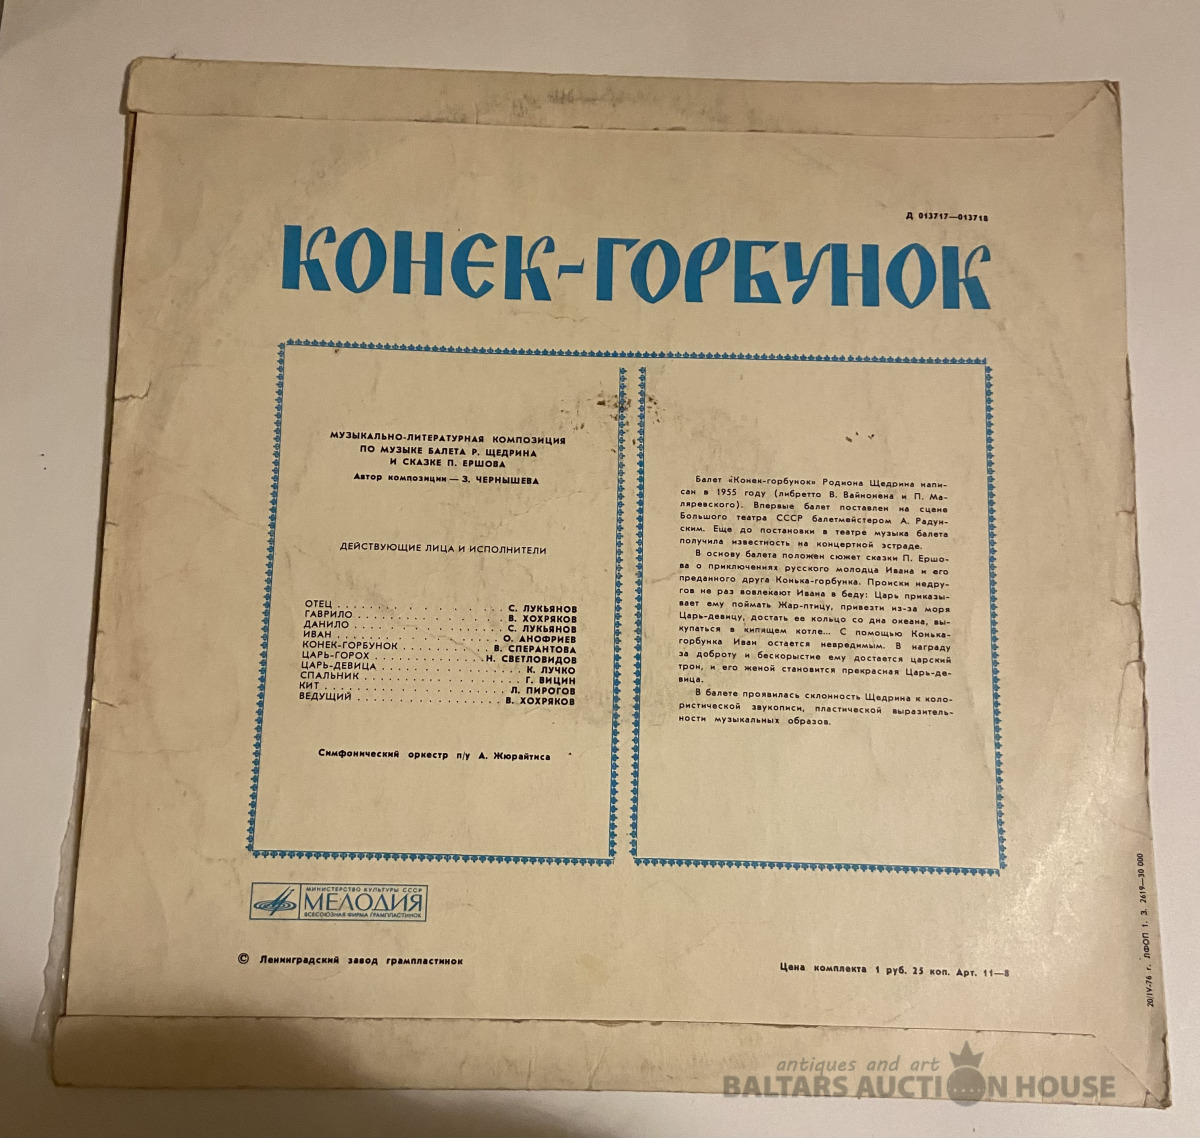 Д 013717—013718
КОНЕК-ГОРБУНОК
МУЗЫКАЛЬНО-ЛИТЕРАТУРНАЯ КОМПОЗИЦИЯ
ПО МУЗЫКЕ БАЛЕТА Р. ЩЕДРИНА
И СКАЗКЕ П. ЕРШОВА
Автор композиции — З. ЧЕРНЫШЕВА
ДЕЙСТВУЮЩИЕ ЛИЦА И ИСПОЛНИТЕЛИ
ОТЕЦ . . . . . . . . . . . . С. ЛУКЬЯНОВ
ГАВРИЛО . . . . . . . . . . . . В. ХОХРЯКОВ
ДАНИЛО . . . . . . . . . . . . С. ЛУКЬЯНОВ
ИВАН . . . . . . . . . . . . О. АНОФРИЕВ
КОНЕК-ГОРБУНОК . . . . . . . . . . В. СПЕРАНТОВА
ЦАРЬ-ГОРОХ . . . . . . . . . . . . Н. СВЕТЛОВИДОВ
ЦАРЬ-ДЕВИЦА . . . . . . . . . . . . К. ЛУЧКО
СПАЛЬНИК . . . . . . . . . . . . Г. ВИЦИН
КИТ . . . . . . . . . . . . Л. ПИРОГОВ
ВЕДУЩИЙ . . . . . . . . . . . . В. ХОХРЯКОВ
Симфонический оркестр п/у А. Жюрайтиса
Балет «Конек-горбунок» Родиона Щедрина напи-
сан в 1955 году (либретто В. Вайнонена и П. Ма-
ляревского). Впервые балет поставлен на сцене
Большого театра СССР балетмейстером А. Радун-
ским. Еще до постановки в театре музыка балета
получила известность на концертной эстраде.
В основу балета положен сюжет сказки П. Ершо-
ва о приключениях русского молодца Ивана и его
преданного друга Конька-горбунка. Происки недру-
гов не раз вовлекают Ивана в беду: Царь приказы-
вает ему поймать Жар-птицу, привезти из-за моря
Царь-девицу, достать ее кольцо со дна океана, вы-
купаться в кипящем котле... С помощью Конька-
горбунка Иван остается невредимым. В награду
за доброту и бескорыстие ему достается царский
трон, и его женой становится прекрасная Царь-де-
вица.
В балете проявилась склонность Щедрина к коло-
ристической звукописи, пластической выразитель-
ности музыкальных образов.
МИНИСТЕРСТВО КУЛЬТУРЫ СССР
МЕЛОДИЯ
ВСЕСОЮЗНАЯ ФИРМА ГРАМПЛАСТИНОК
© Ленинградский завод грампластинок
Цена комплекта 1 руб. 25 коп. Арт. 11—8
20/IV-76 г. ЛФОП 1. З. 2619—30 000
antiques and art
BALTARS AUCTION HOUSE